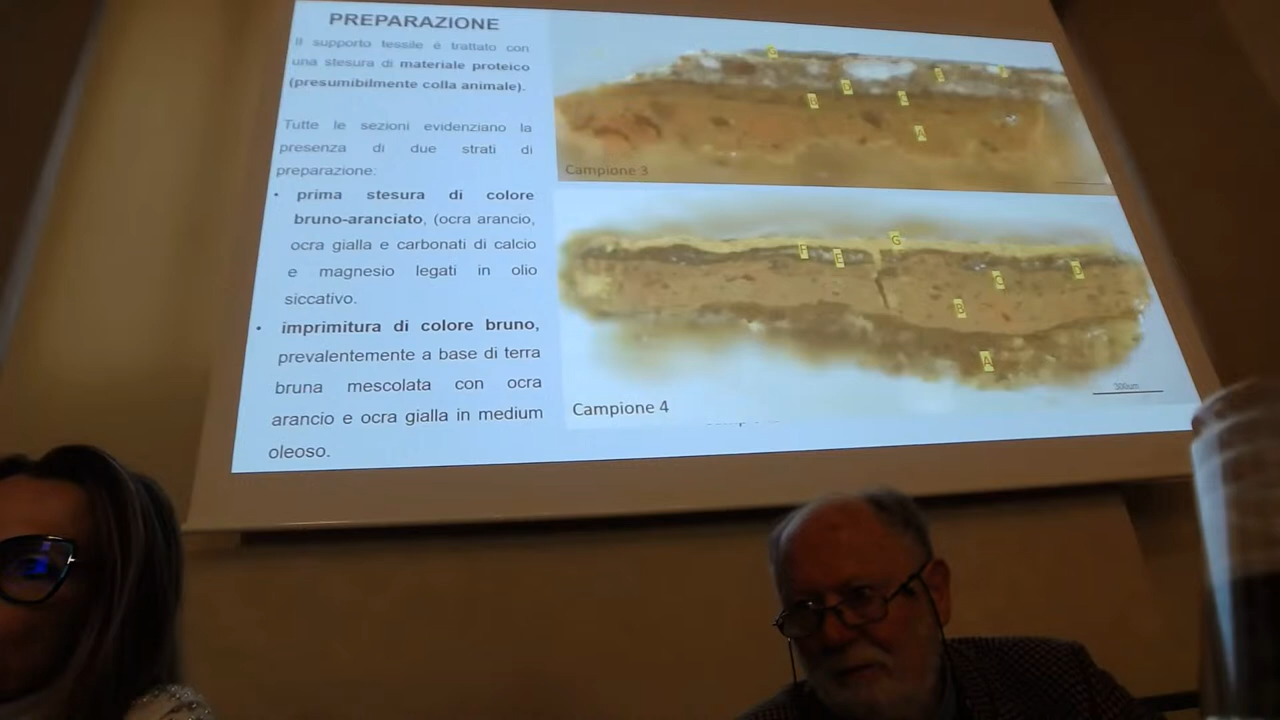 PREPARAZIONE
Il supporto tessile è trattato con
una stesura di materiale proteico
(presumibilmente colla animale).
Tutte le sezioni evidenziano la
presenza di due strati di
preparazione:
• prima stesura di colore
bruno-aranciato, (ocra arancio,
ocra gialla e carbonati di calcio
e magnesio legati in olio
siccativo.
• imprimitura di colore bruno,
prevalentemente a base di terra
bruna mescolata con ocra
arancio e ocra gialla in medium
oleoso.
G
D
B
C
A
Campione 3
G
F
E
D
C
B
A
300um
Campione 4